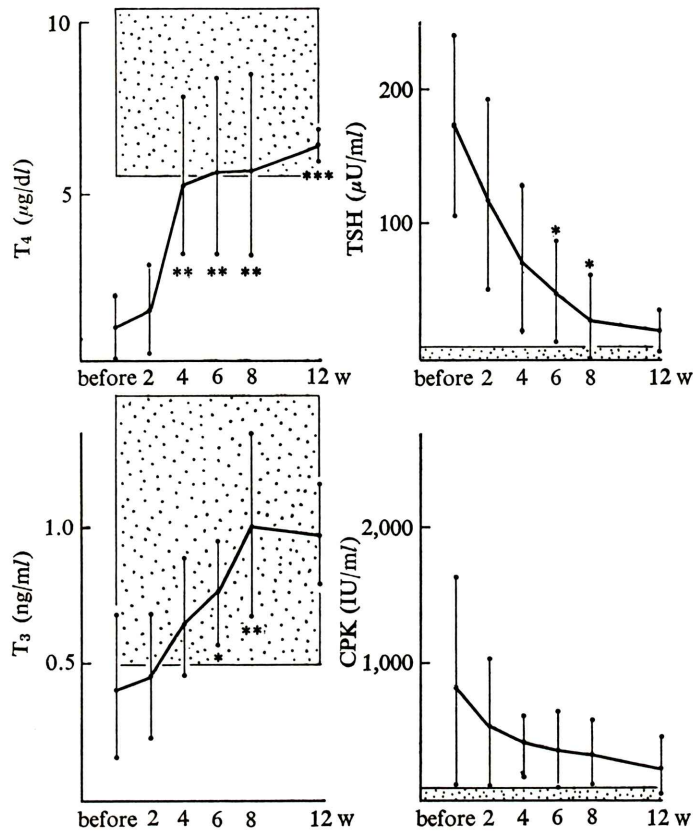 10
5
T4 (µg/dl)
** ** ** ***
before 2 4 6 8 12 w
200
100
TSH (µU/ml)
* *
before 2 4 6 8 12 w
1.0
0.5
T3 (ng/ml)
* **
before 2 4 6 8 12 w
2,000
1,000
CPK (IU/ml)
before 2 4 6 8 12 w